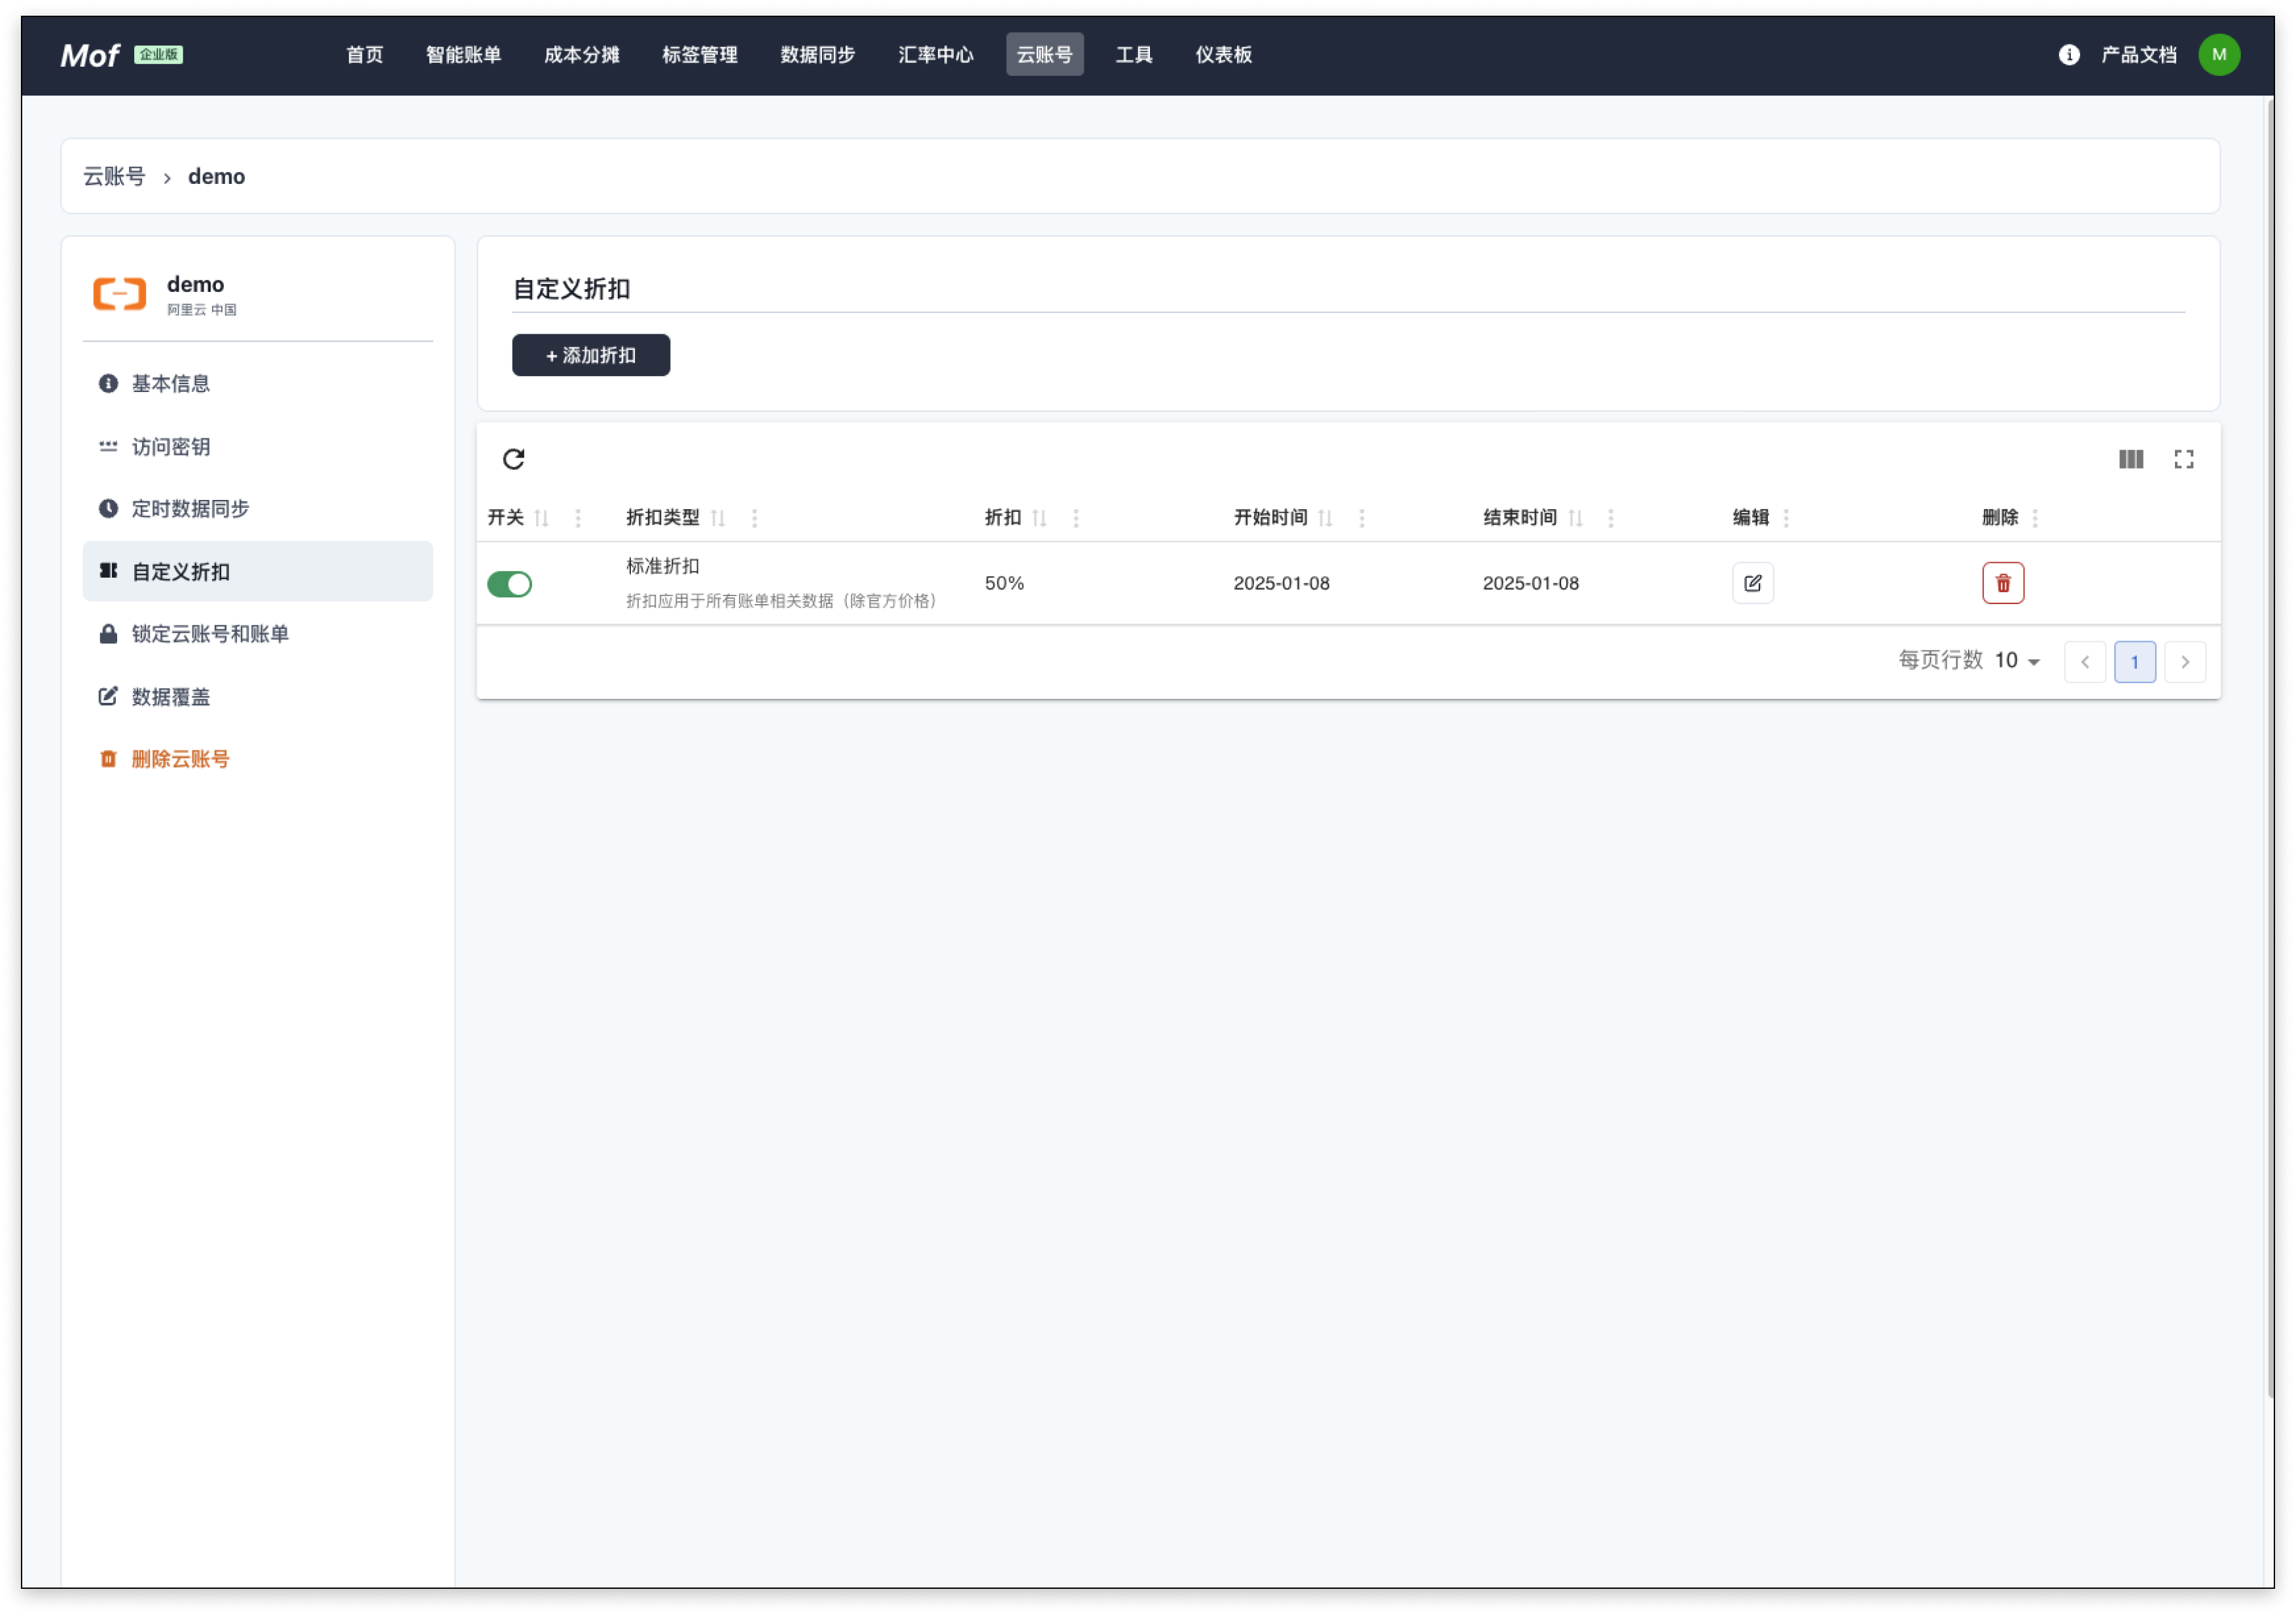 Mof 企业版 首页 智能账单 成本分摊 标签管理 数据同步 汇率中心 云账号 工具 仪表板 产品文档 M
云账号 › demo
demo
阿里云 中国
基本信息
访问密钥
定时数据同步
自定义折扣
锁定云账号和账单
数据覆盖
删除云账号
自定义折扣
+ 添加折扣
开关 折扣类型 折扣 开始时间 结束时间 编辑 删除
标准折扣
折扣应用于所有账单相关数据（除官方价格）
50% 2025-01-08 2025-01-08
每页行数 10 1